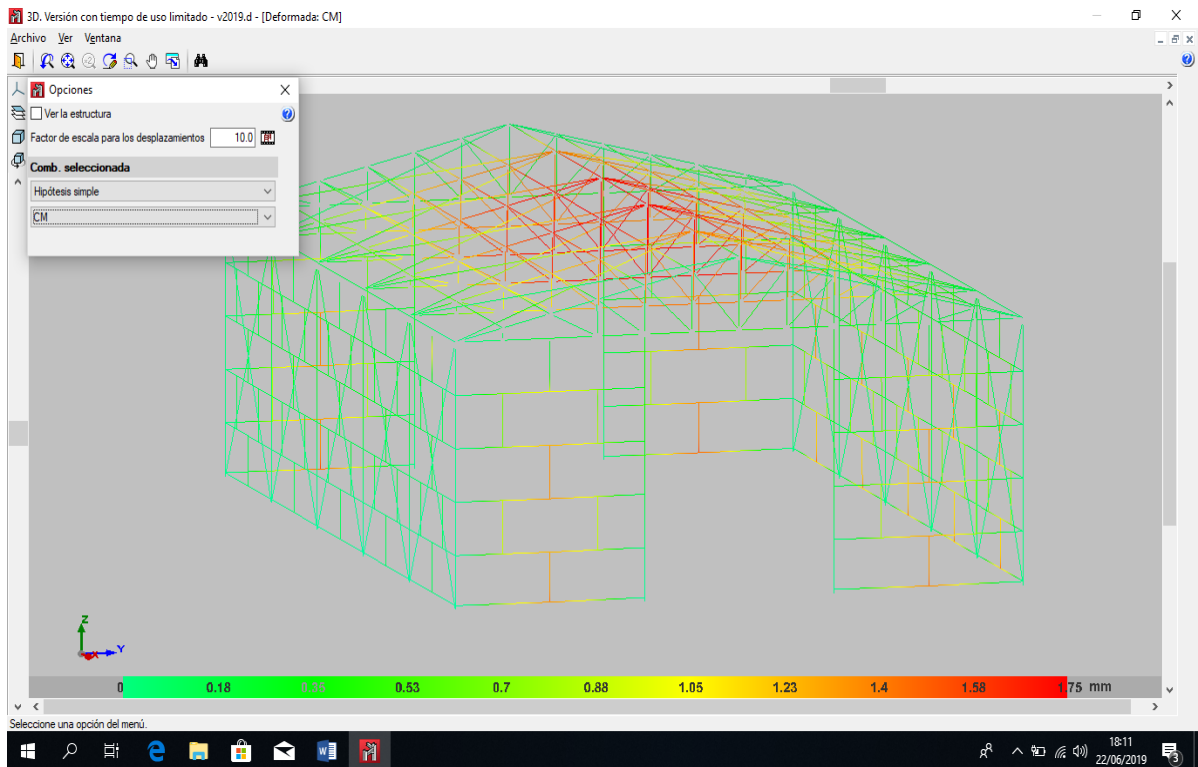 3D. Versión con tiempo de uso limitado - v2019.d - [Deformada: CM]
Archivo Ver Ventana
Opciones
Ver la estructura
Factor de escala para los desplazamientos 10.0
Comb. seleccionada
Hipótesis simple
CM
Z
Y
0 0.18 0.35 0.53 0.7 0.88 1.05 1.23 1.4 1.58 1.75 mm
Seleccione una opción del menú.
18:11
22/06/2019
3